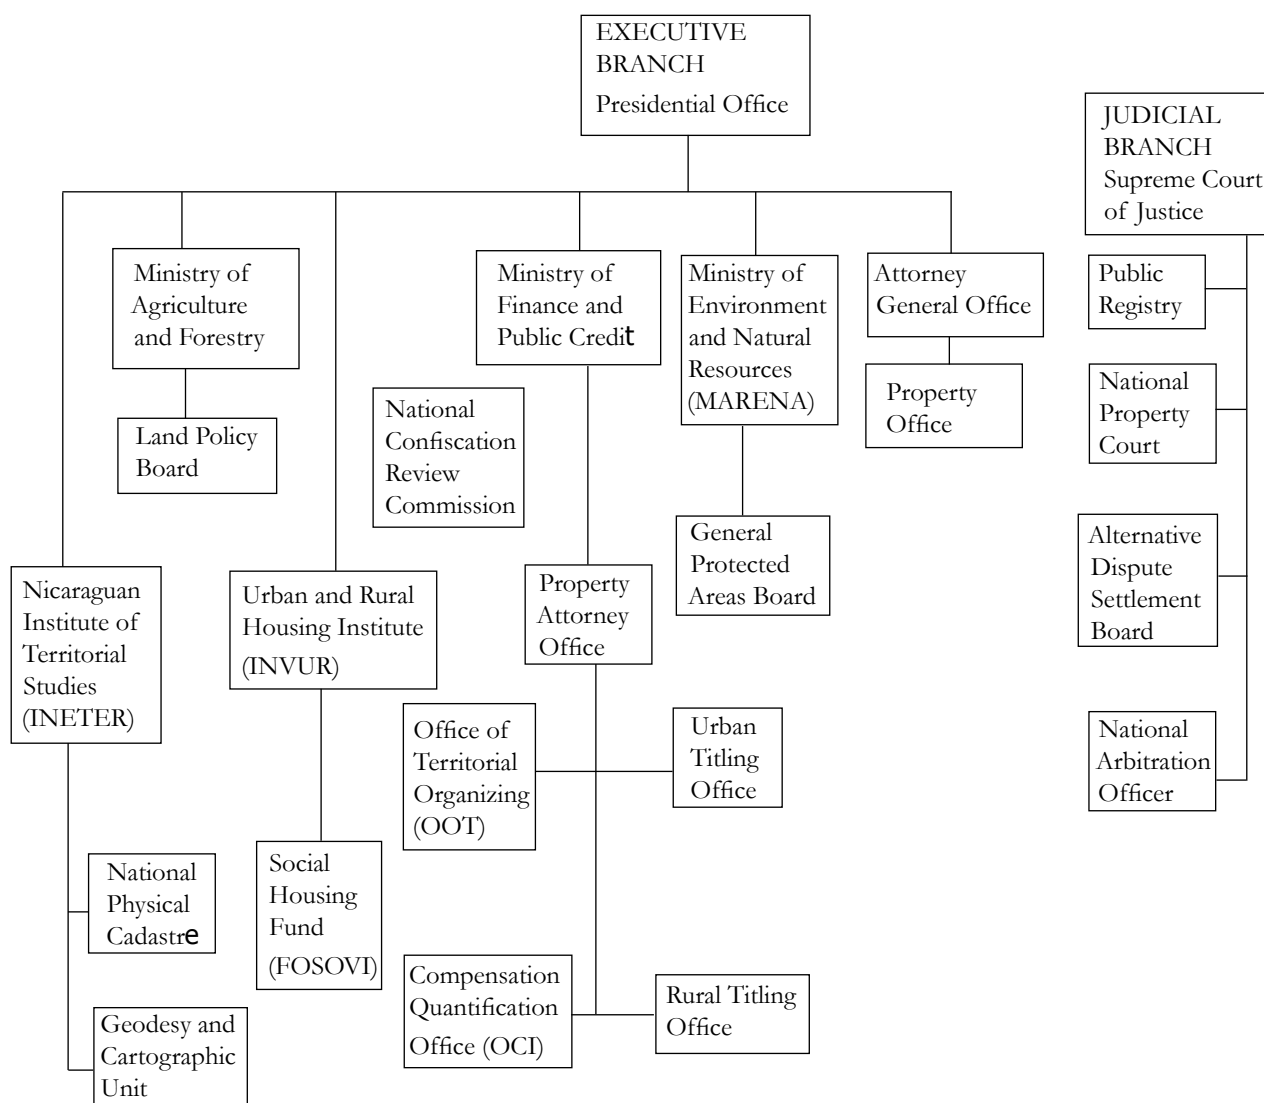 EXECUTIVE
BRANCH
Presidential Office
JUDICIAL
BRANCH
Supreme Court
of Justice
Ministry of
Agriculture
and Forestry
Ministry of
Finance and
Public Credit
Ministry of
Environment
and Natural
Resources
(MARENA)
Attorney
General Office
Public
Registry
Land Policy
Board
National
Confiscation
Review
Commission
Property
Office
National
Property
Court
General
Protected
Areas Board
Alternative
Dispute
Settlement
Board
Nicaraguan
Institute of
Territorial
Studies
(INETER)
Urban and Rural
Housing Institute
(INVUR)
Property
Attorney
Office
Office of
Territorial
Organizing
(OOT)
Urban
Titling
Office
National
Arbitration
Officer
National
Physical
Cadastre
Social
Housing
Fund
(FOSOVI)
Compensation
Quantification
Office (OCI)
Rural Titling
Office
Geodesy and
Cartographic
Unit